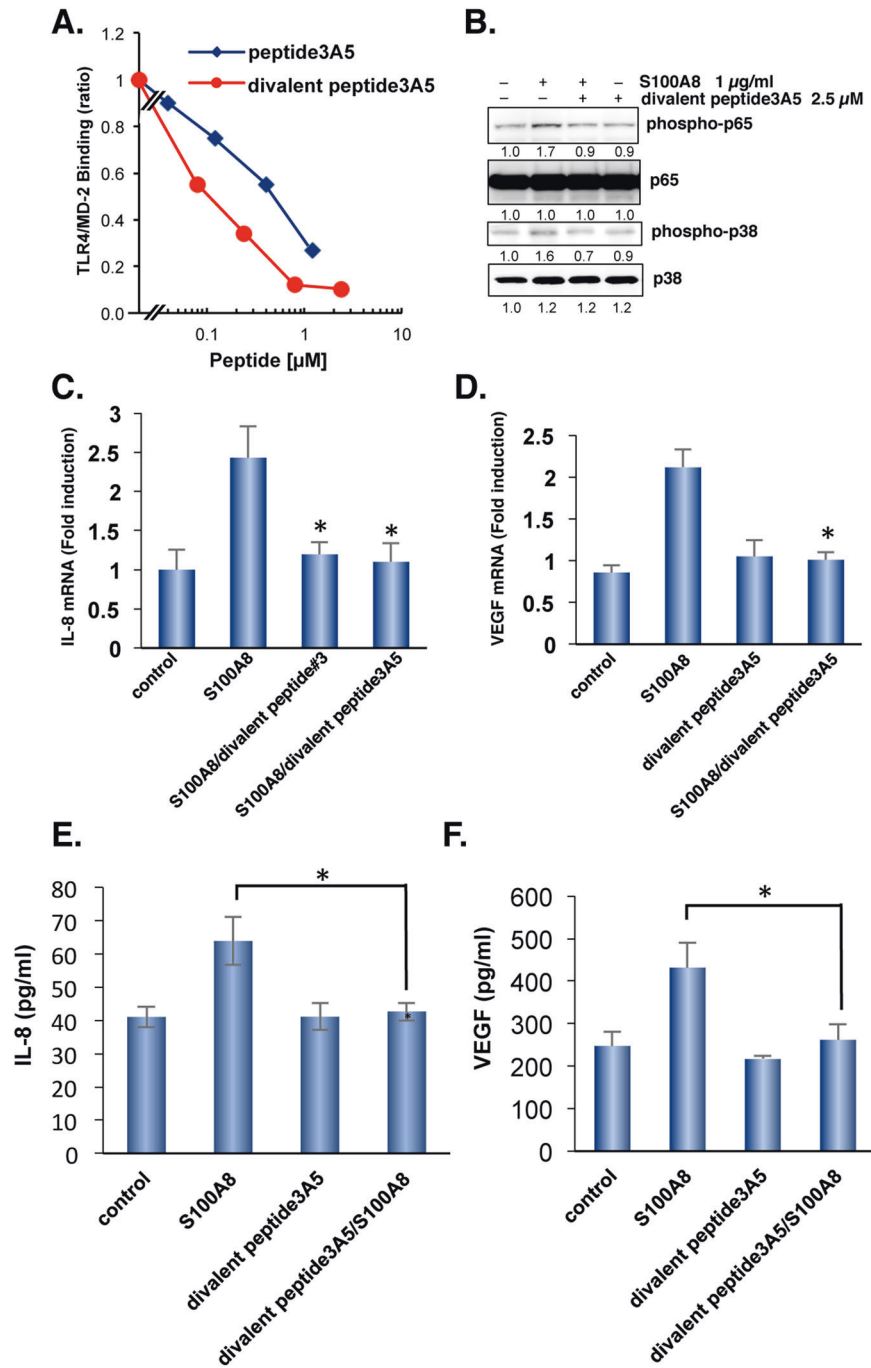 A.
1.2
1
0.8
0.6
0.4
0.2
0.0
TLR4/MD-2 Binding (ratio)
peptide3A5
divalent peptide3A5
0.1
1
10
Peptide [µM]
B.
– + + – S100A8 1 µg/ml
– – + + divalent peptide3A5 2.5 µM
phospho-p65
1.0 1.7 0.9 0.9
p65
1.0 1.0 1.0 1.0
phospho-p38
1.0 1.6 0.7 0.9
p38
1.0 1.2 1.2 1.2
C.
3
2.5
2
1.5
1
0.5
0
IL-8 mRNA (Fold induction)
*
*
control
S100A8
S100A8/divalent peptide#3
S100A8/divalent peptide3A5
D.
2.5
2
1.5
1
0.5
0
VEGF mRNA (Fold induction)
*
control
S100A8
divalent peptide3A5
S100A8/divalent peptide3A5
E.
80
70
60
50
40
30
20
10
0
IL-8 (pg/ml)
*
*
control
S100A8
divalent peptide3A5
divalent peptide3A5/S100A8
F.
600
500
400
300
200
100
0
VEGF (pg/ml)
*
control
S100A8
divalent peptide3A5
divalent peptide3A5/S100A8